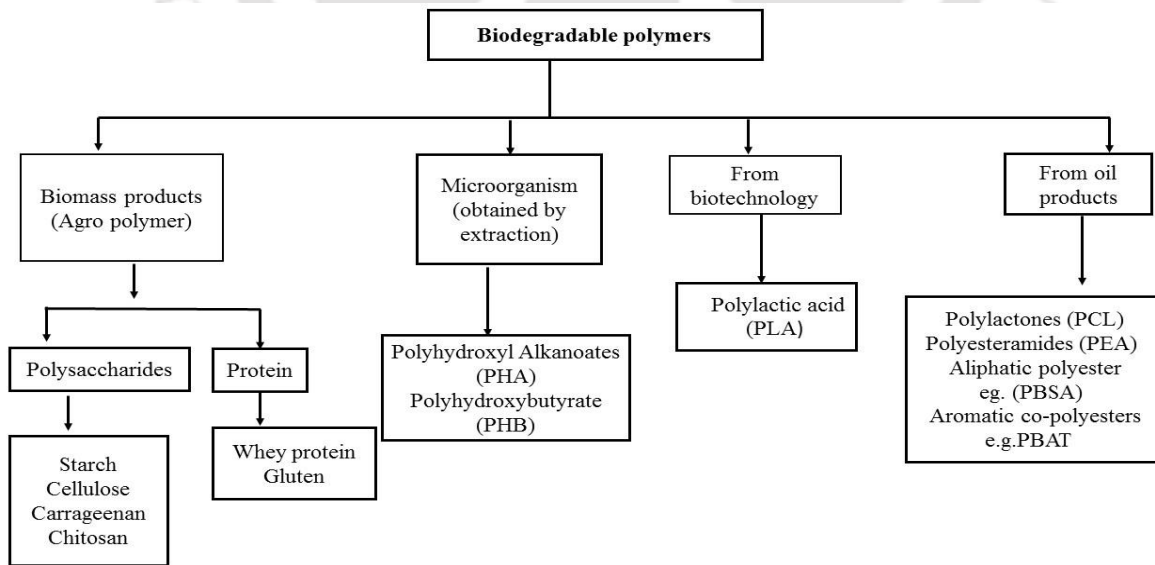 Biodegradable polymers
Biomass products
(Agro polymer)
Microorganism
(obtained by
extraction)
From
biotechnology
From oil
products
Polysaccharides
Protein
Starch
Cellulose
Carrageenan
Chitosan
Whey protein
Gluten
Polyhydroxyl Alkanoates
(PHA)
Polyhydroxybutyrate
(PHB)
Polylactic acid
(PLA)
Polylactones (PCL)
Polyesteramides (PEA)
Aliphatic polyester
eg. (PBSA)
Aromatic co-polyesters
e.g.PBAT